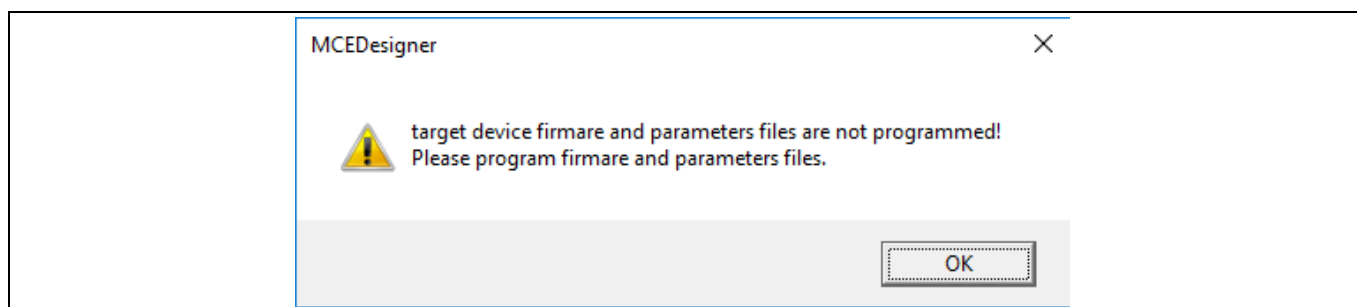 MCEDesigner
target device firmare and parameters files are not programmed!
Please program firmare and parameters files.
OK